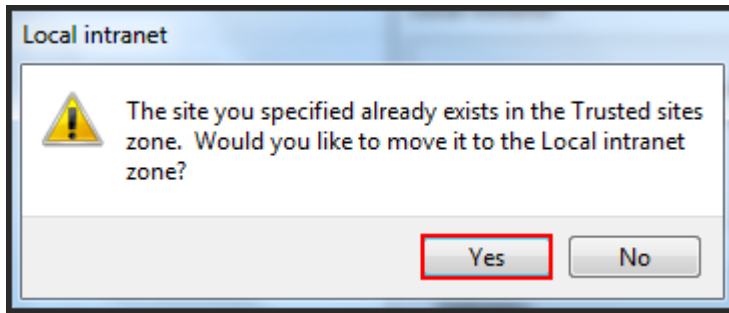 Local intranet
The site you specified already exists in the Trusted sites
zone.  Would you like to move it to the Local intranet
zone?
Yes
No